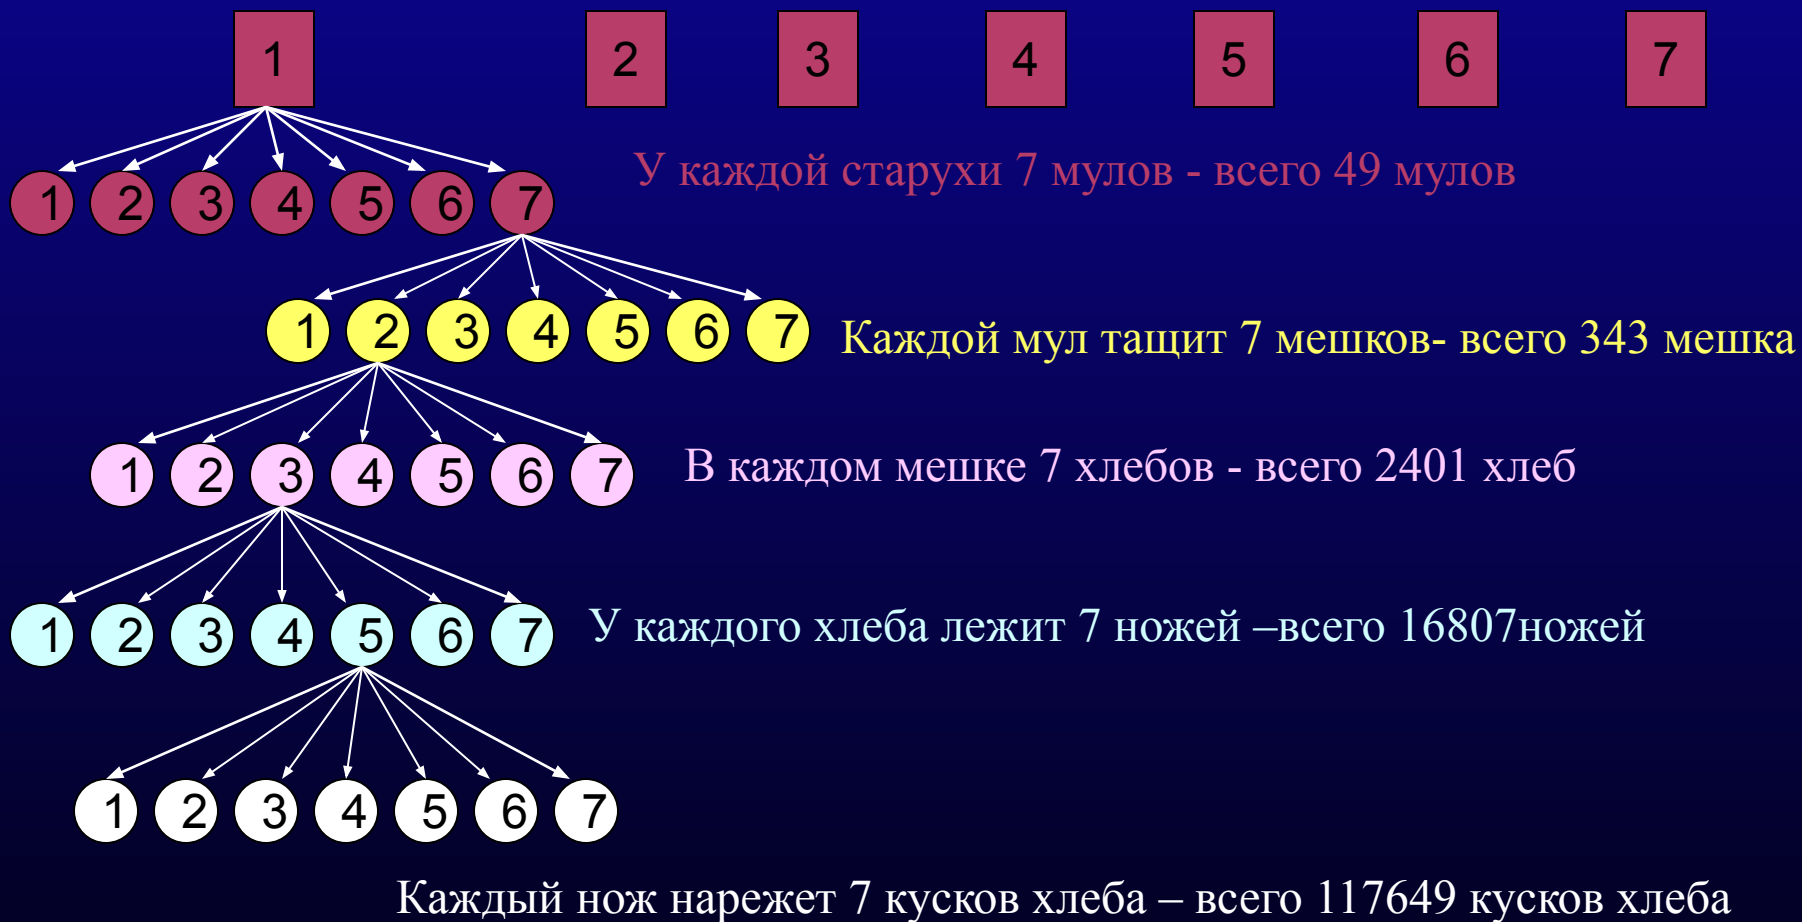 1 2 3 4 5 6 7
У каждой старухи 7 мулов - всего 49 мулов
1 2 3 4 5 6 7
1 2 3 4 5 6 7 Каждой мул тащит 7 мешков- всего 343 мешка
1 2 3 4 5 6 7 В каждом мешке 7 хлебов - всего 2401 хлеб
1 2 3 4 5 6 7 У каждого хлеба лежит 7 ножей –всего 16807ножей
1 2 3 4 5 6 7
Каждый нож нарежет 7 кусков хлеба – всего 117649 кусков хлеба